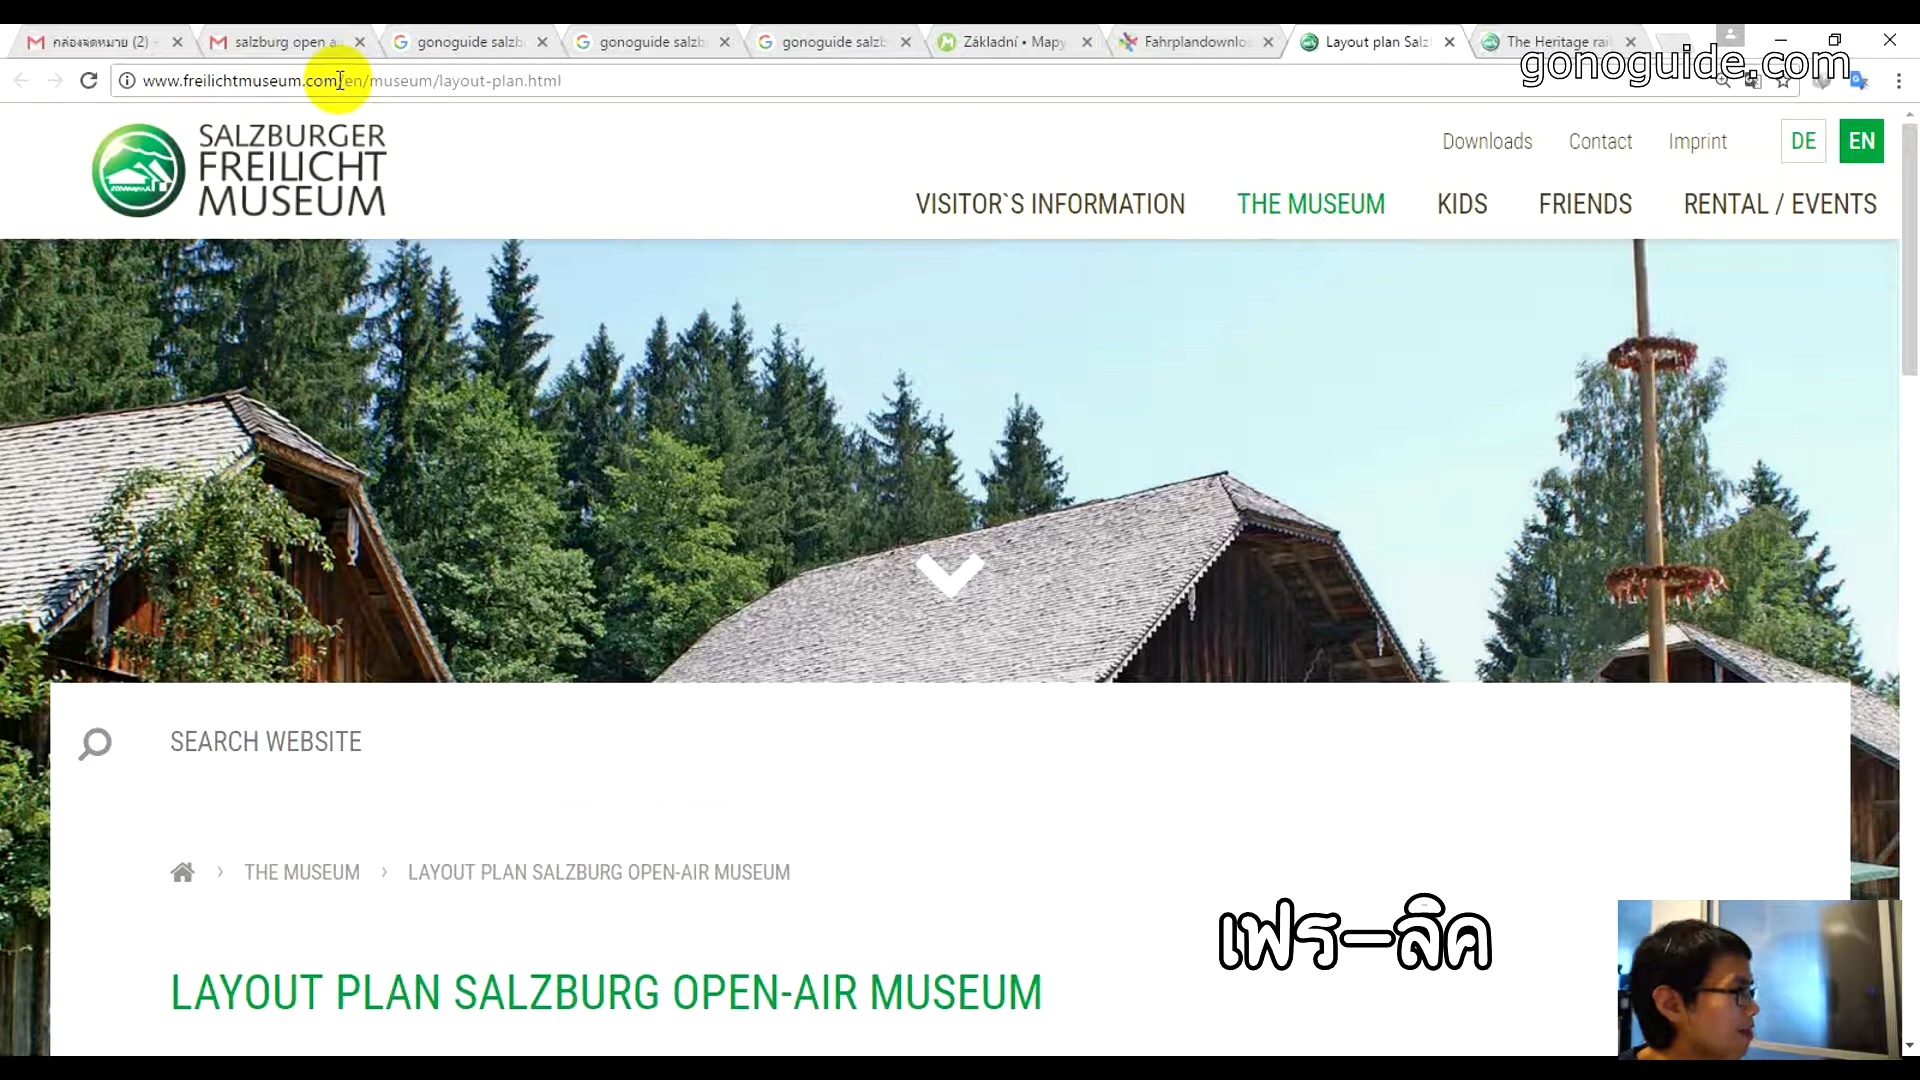 กล่องจดหมาย (2) -
salzburg open a
gonoguide salzb
gonoguide salzb
gonoguide salzb
Základní • Mapy
Fahrplandownlo
Layout plan Salz
The Heritage rail
gonoguide.com
www.freilichtmuseum.com/en/museum/layout-plan.html
SALZBURGER
FREILICHT
MUSEUM
Downloads
Contact
Imprint
DE
EN
VISITOR`S INFORMATION
THE MUSEUM
KIDS
FRIENDS
RENTAL / EVENTS
SEARCH WEBSITE
THE MUSEUM › LAYOUT PLAN SALZBURG OPEN-AIR MUSEUM
เฟร-ลิค
LAYOUT PLAN SALZBURG OPEN-AIR MUSEUM